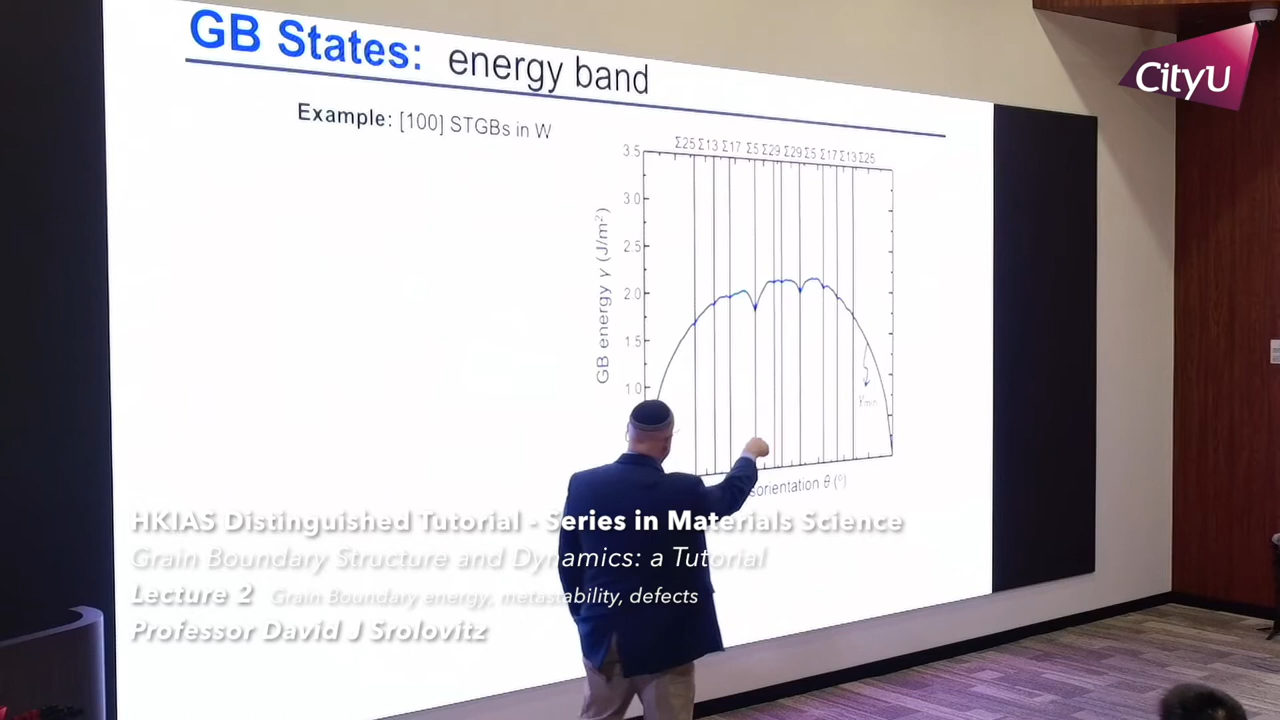 GB States: energy band
CityU
Example: [100] STGBs in W
Σ25 Σ13 Σ17 Σ5 Σ29 Σ29 Σ5 Σ17 Σ13 Σ25
3.5
3.0
2.5
2.0
1.5
1.0
GB energy γ (J/m²)
γmin
sorientation θ (°)
HKIAS Distinguished Tutorial - Series in Materials Science
Grain Boundary Structure and Dynamics: a Tutorial
Lecture 2 Grain Boundary energy, metastability, defects
Professor David J Srolovitz